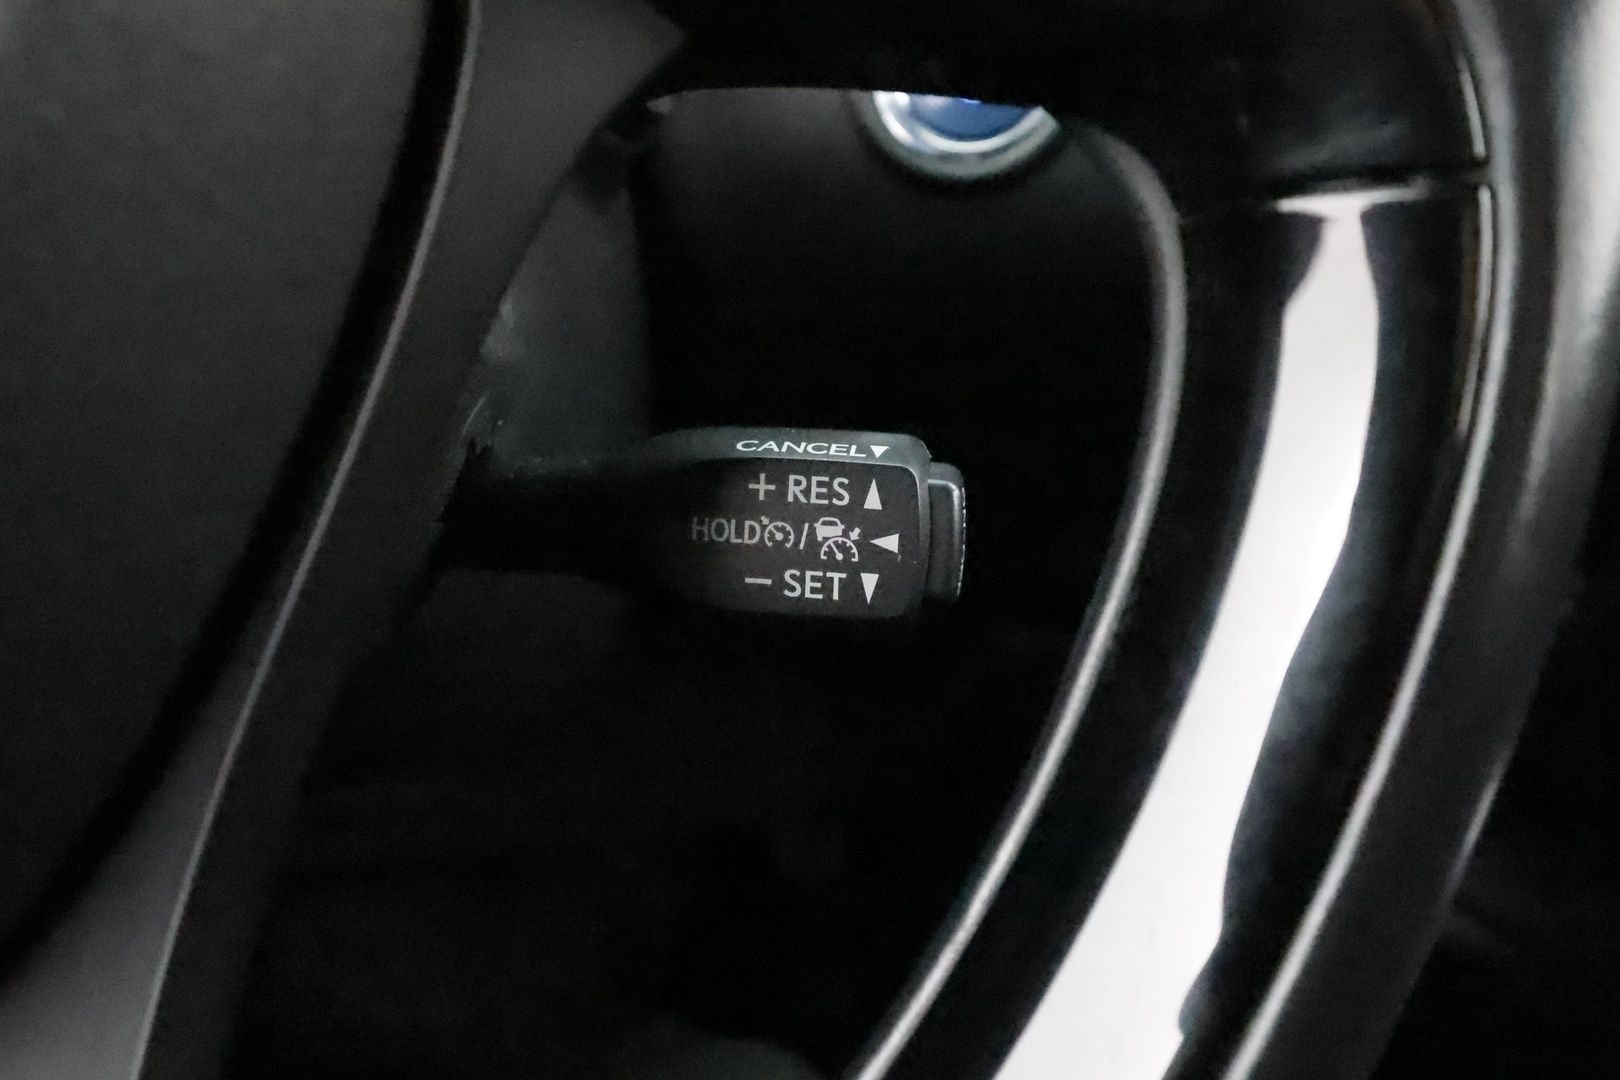 CANCEL▼
+ RES ▲
HOLD / ◀
− SET ▼